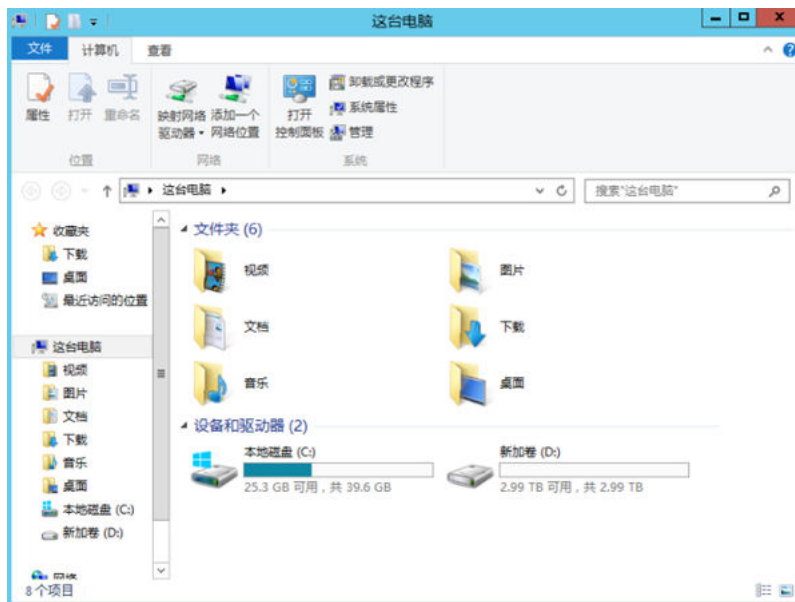 这台电脑
文件 计算机 查看
属性 打开 重命名 映射网络驱动器 添加一个网络位置 打开控制面板 卸载或更改程序
系统属性
管理
位置 网络 系统
这台电脑
搜索"这台电脑"
收藏夹
下载
桌面
最近访问的位置
这台电脑
视频
图片
文档
下载
音乐
桌面
本地磁盘 (C:)
新加卷 (D:)
网络
文件夹 (6)
视频 图片
文档 下载
音乐 桌面
设备和驱动器 (2)
本地磁盘 (C:) 新加卷 (D:)
25.3 GB 可用，共 39.6 GB 2.99 TB 可用，共 2.99 TB
8 个项目